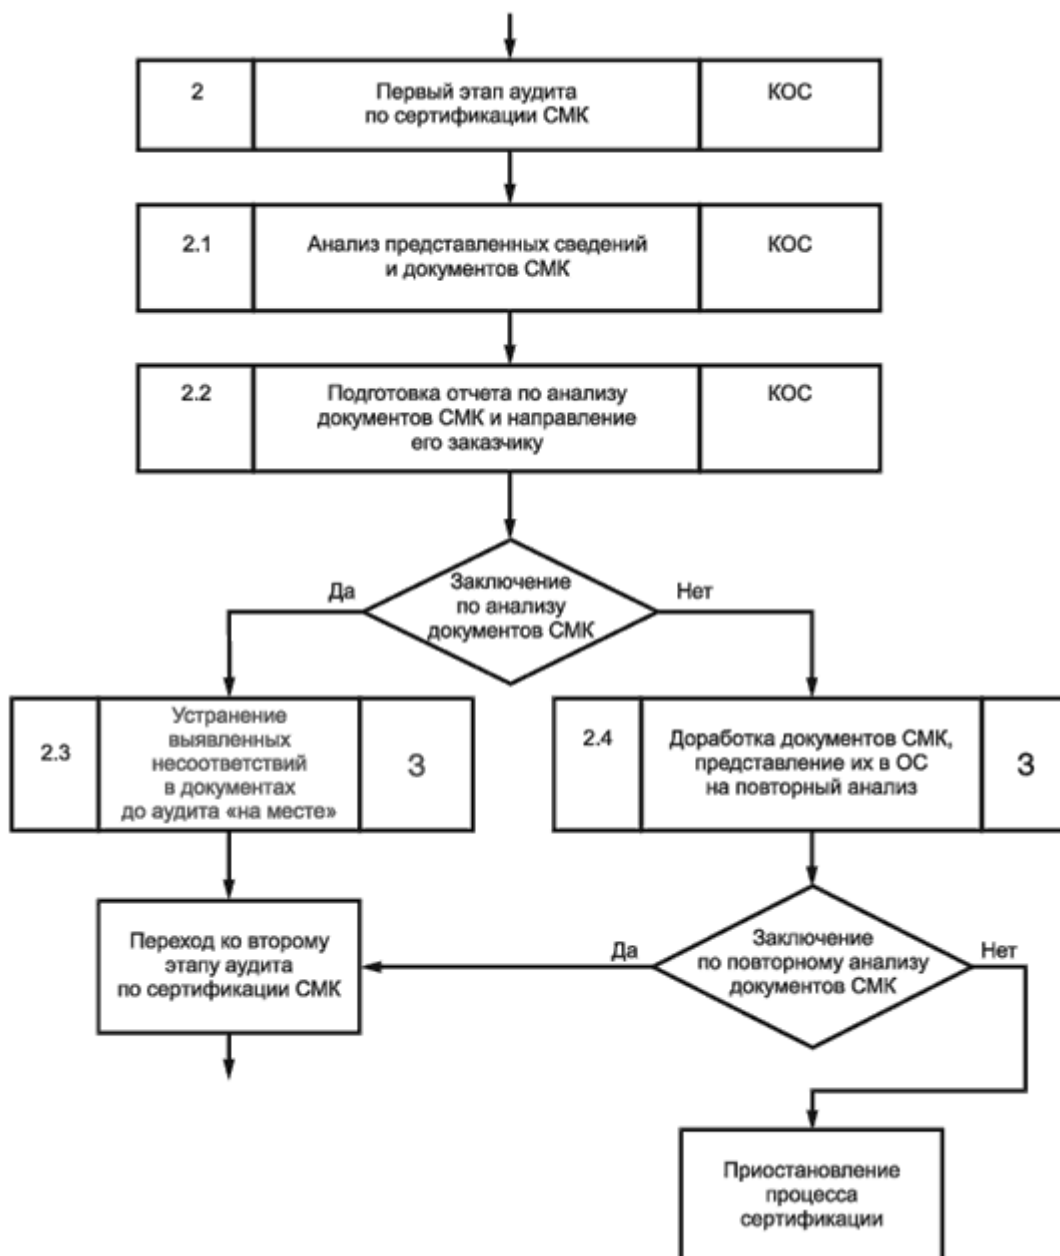 2
Первый этап аудита
по сертификации СМК
КОС
2.1
Анализ представленных сведений
и документов СМК
КОС
2.2
Подготовка отчета по анализу
документов СМК и направление
его заказчику
КОС
Заключение
по анализу
документов СМК
Да
Нет
2.3
Устранение
выявленных
несоответствий
в документах
до аудита «на месте»
З
2.4
Доработка документов СМК,
представление их в ОС
на повторный анализ
З
Переход ко второму
этапу аудита
по сертификации СМК
Да
Заключение
по повторному анализу
документов СМК
Нет
Приостановление
процесса
сертификации